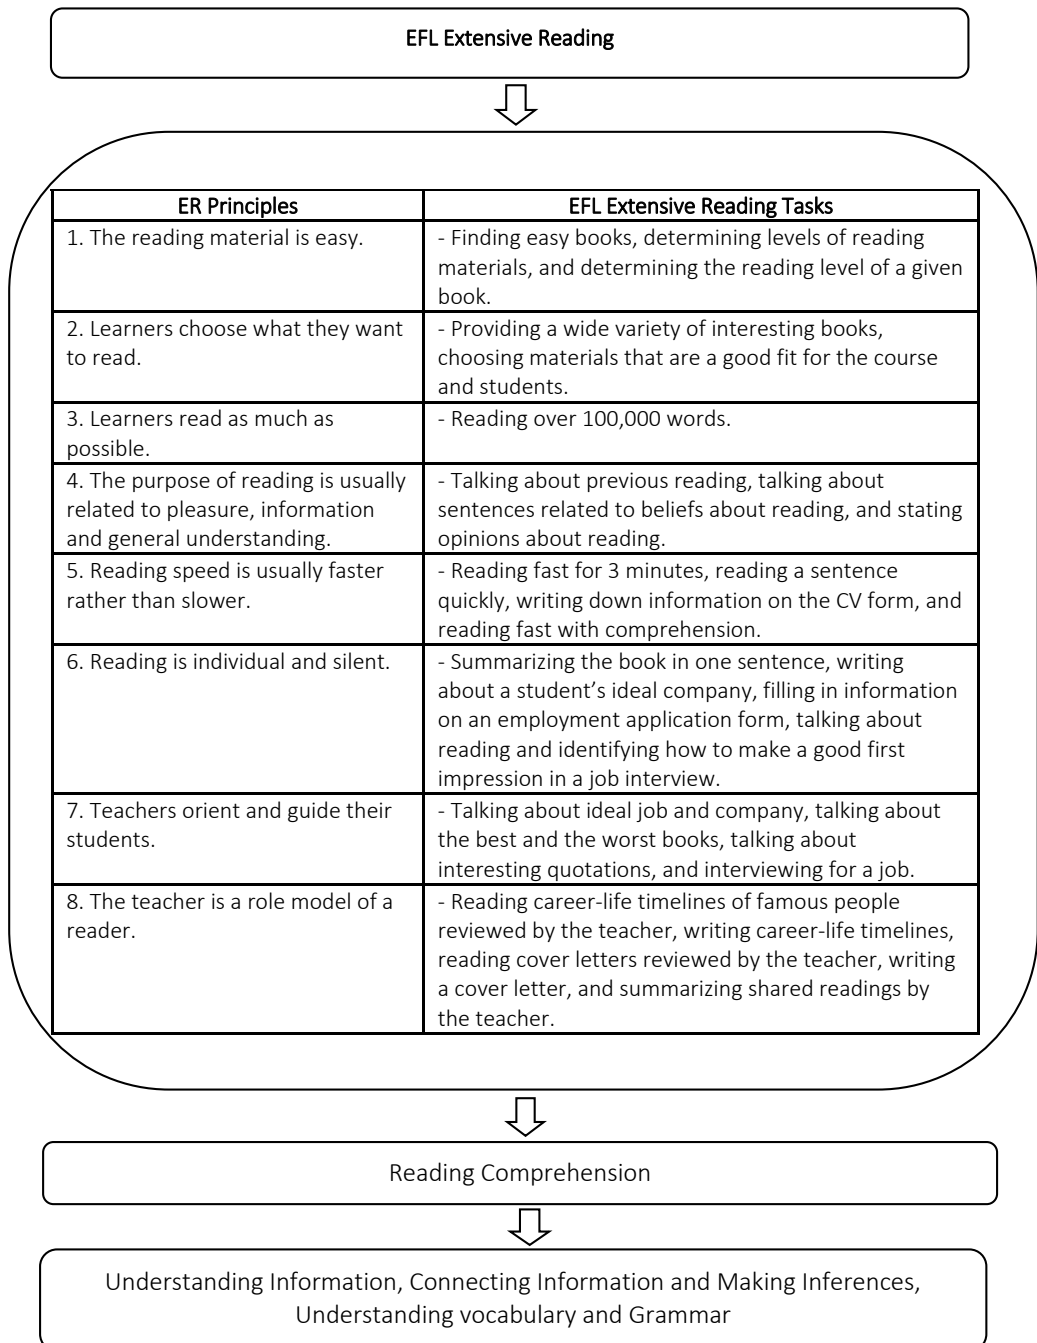 EFL Extensive Reading
ER Principles
EFL Extensive Reading Tasks
1. The reading material is easy.
- Finding easy books, determining levels of reading
materials, and determining the reading level of a given
book.
2. Learners choose what they want
to read.
- Providing a wide variety of interesting books,
choosing materials that are a good fit for the course
and students.
3. Learners read as much as
possible.
- Reading over 100,000 words.
4. The purpose of reading is usually
related to pleasure, information
and general understanding.
- Talking about previous reading, talking about
sentences related to beliefs about reading, and stating
opinions about reading.
5. Reading speed is usually faster
rather than slower.
- Reading fast for 3 minutes, reading a sentence
quickly, writing down information on the CV form, and
reading fast with comprehension.
6. Reading is individual and silent.
- Summarizing the book in one sentence, writing
about a student’s ideal company, filling in information
on an employment application form, talking about
reading and identifying how to make a good first
impression in a job interview.
7. Teachers orient and guide their
students.
- Talking about ideal job and company, talking about
the best and the worst books, talking about
interesting quotations, and interviewing for a job.
8. The teacher is a role model of a
reader.
- Reading career-life timelines of famous people
reviewed by the teacher, writing career-life timelines,
reading cover letters reviewed by the teacher, writing
a cover letter, and summarizing shared readings by
the teacher.
Reading Comprehension
Understanding Information, Connecting Information and Making Inferences,
Understanding vocabulary and Grammar